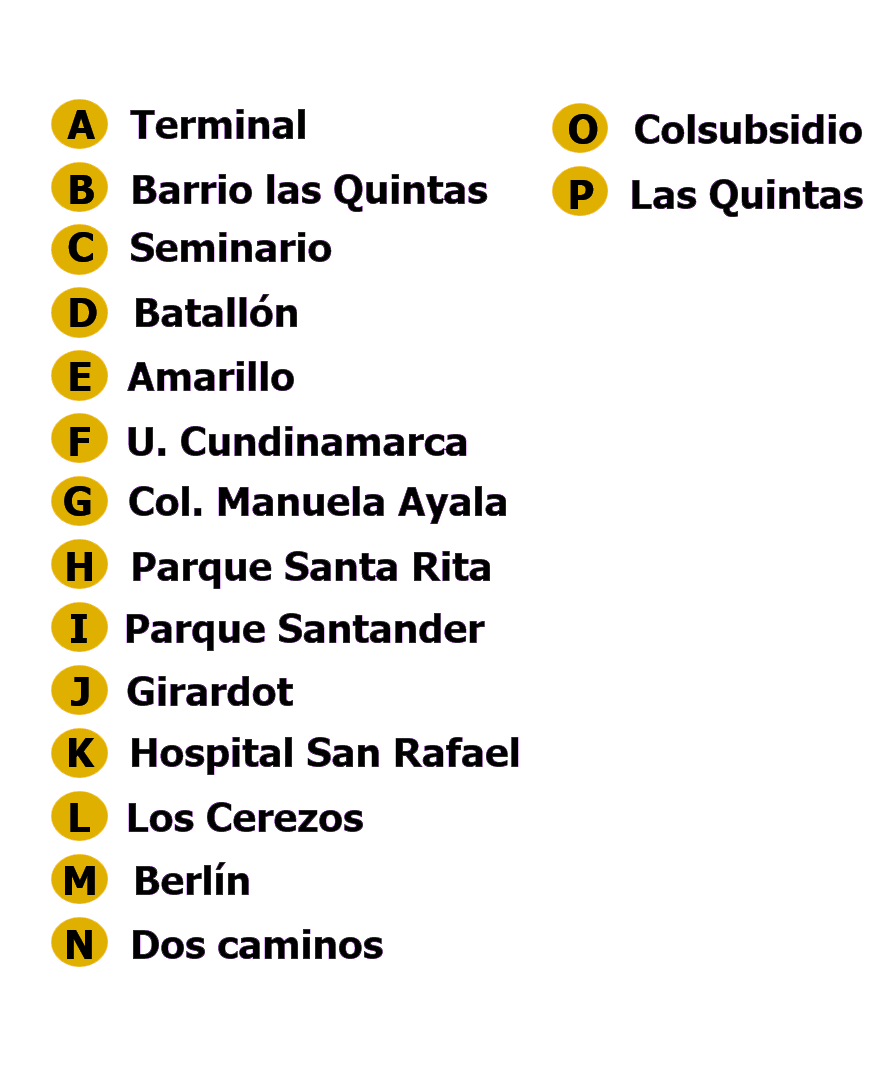 A Terminal
B Barrio las Quintas
C Seminario
D Batallón
E Amarillo
F U. Cundinamarca
G Col. Manuela Ayala
H Parque Santa Rita
I Parque Santander
J Girardot
K Hospital San Rafael
L Los Cerezos
M Berlín
N Dos caminos
O Colsubsidio
P Las Quintas